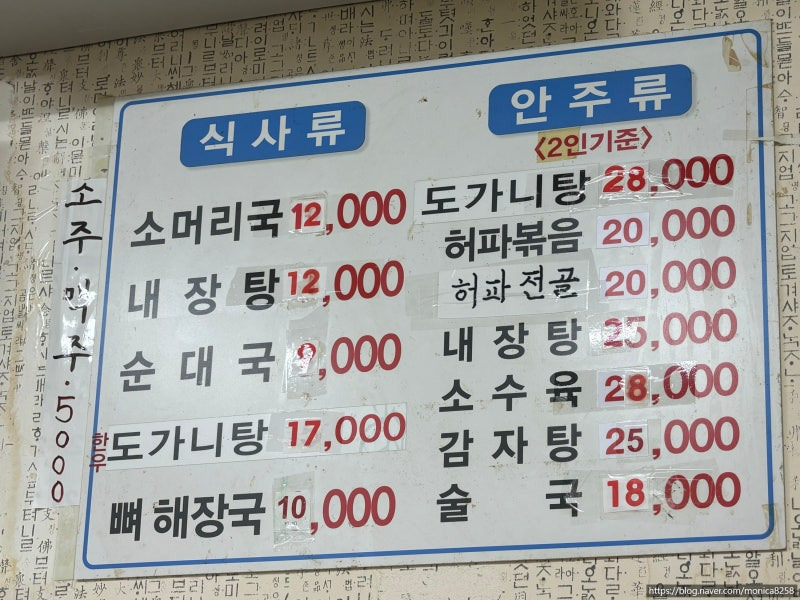 식사류
소머리국 12,000
내장탕 12,000
순대국 9,000
한우 도가니탕 17,000
뼈해장국 10,000
안주류
<2인기준>
도가니탕 28,000
허파볶음 20,000
허파전골 20,000
내장탕 25,000
소수육 28,000
감자탕 25,000
술국 18,000
소주·맥주·5000
https://blog.naver.com/monica8258